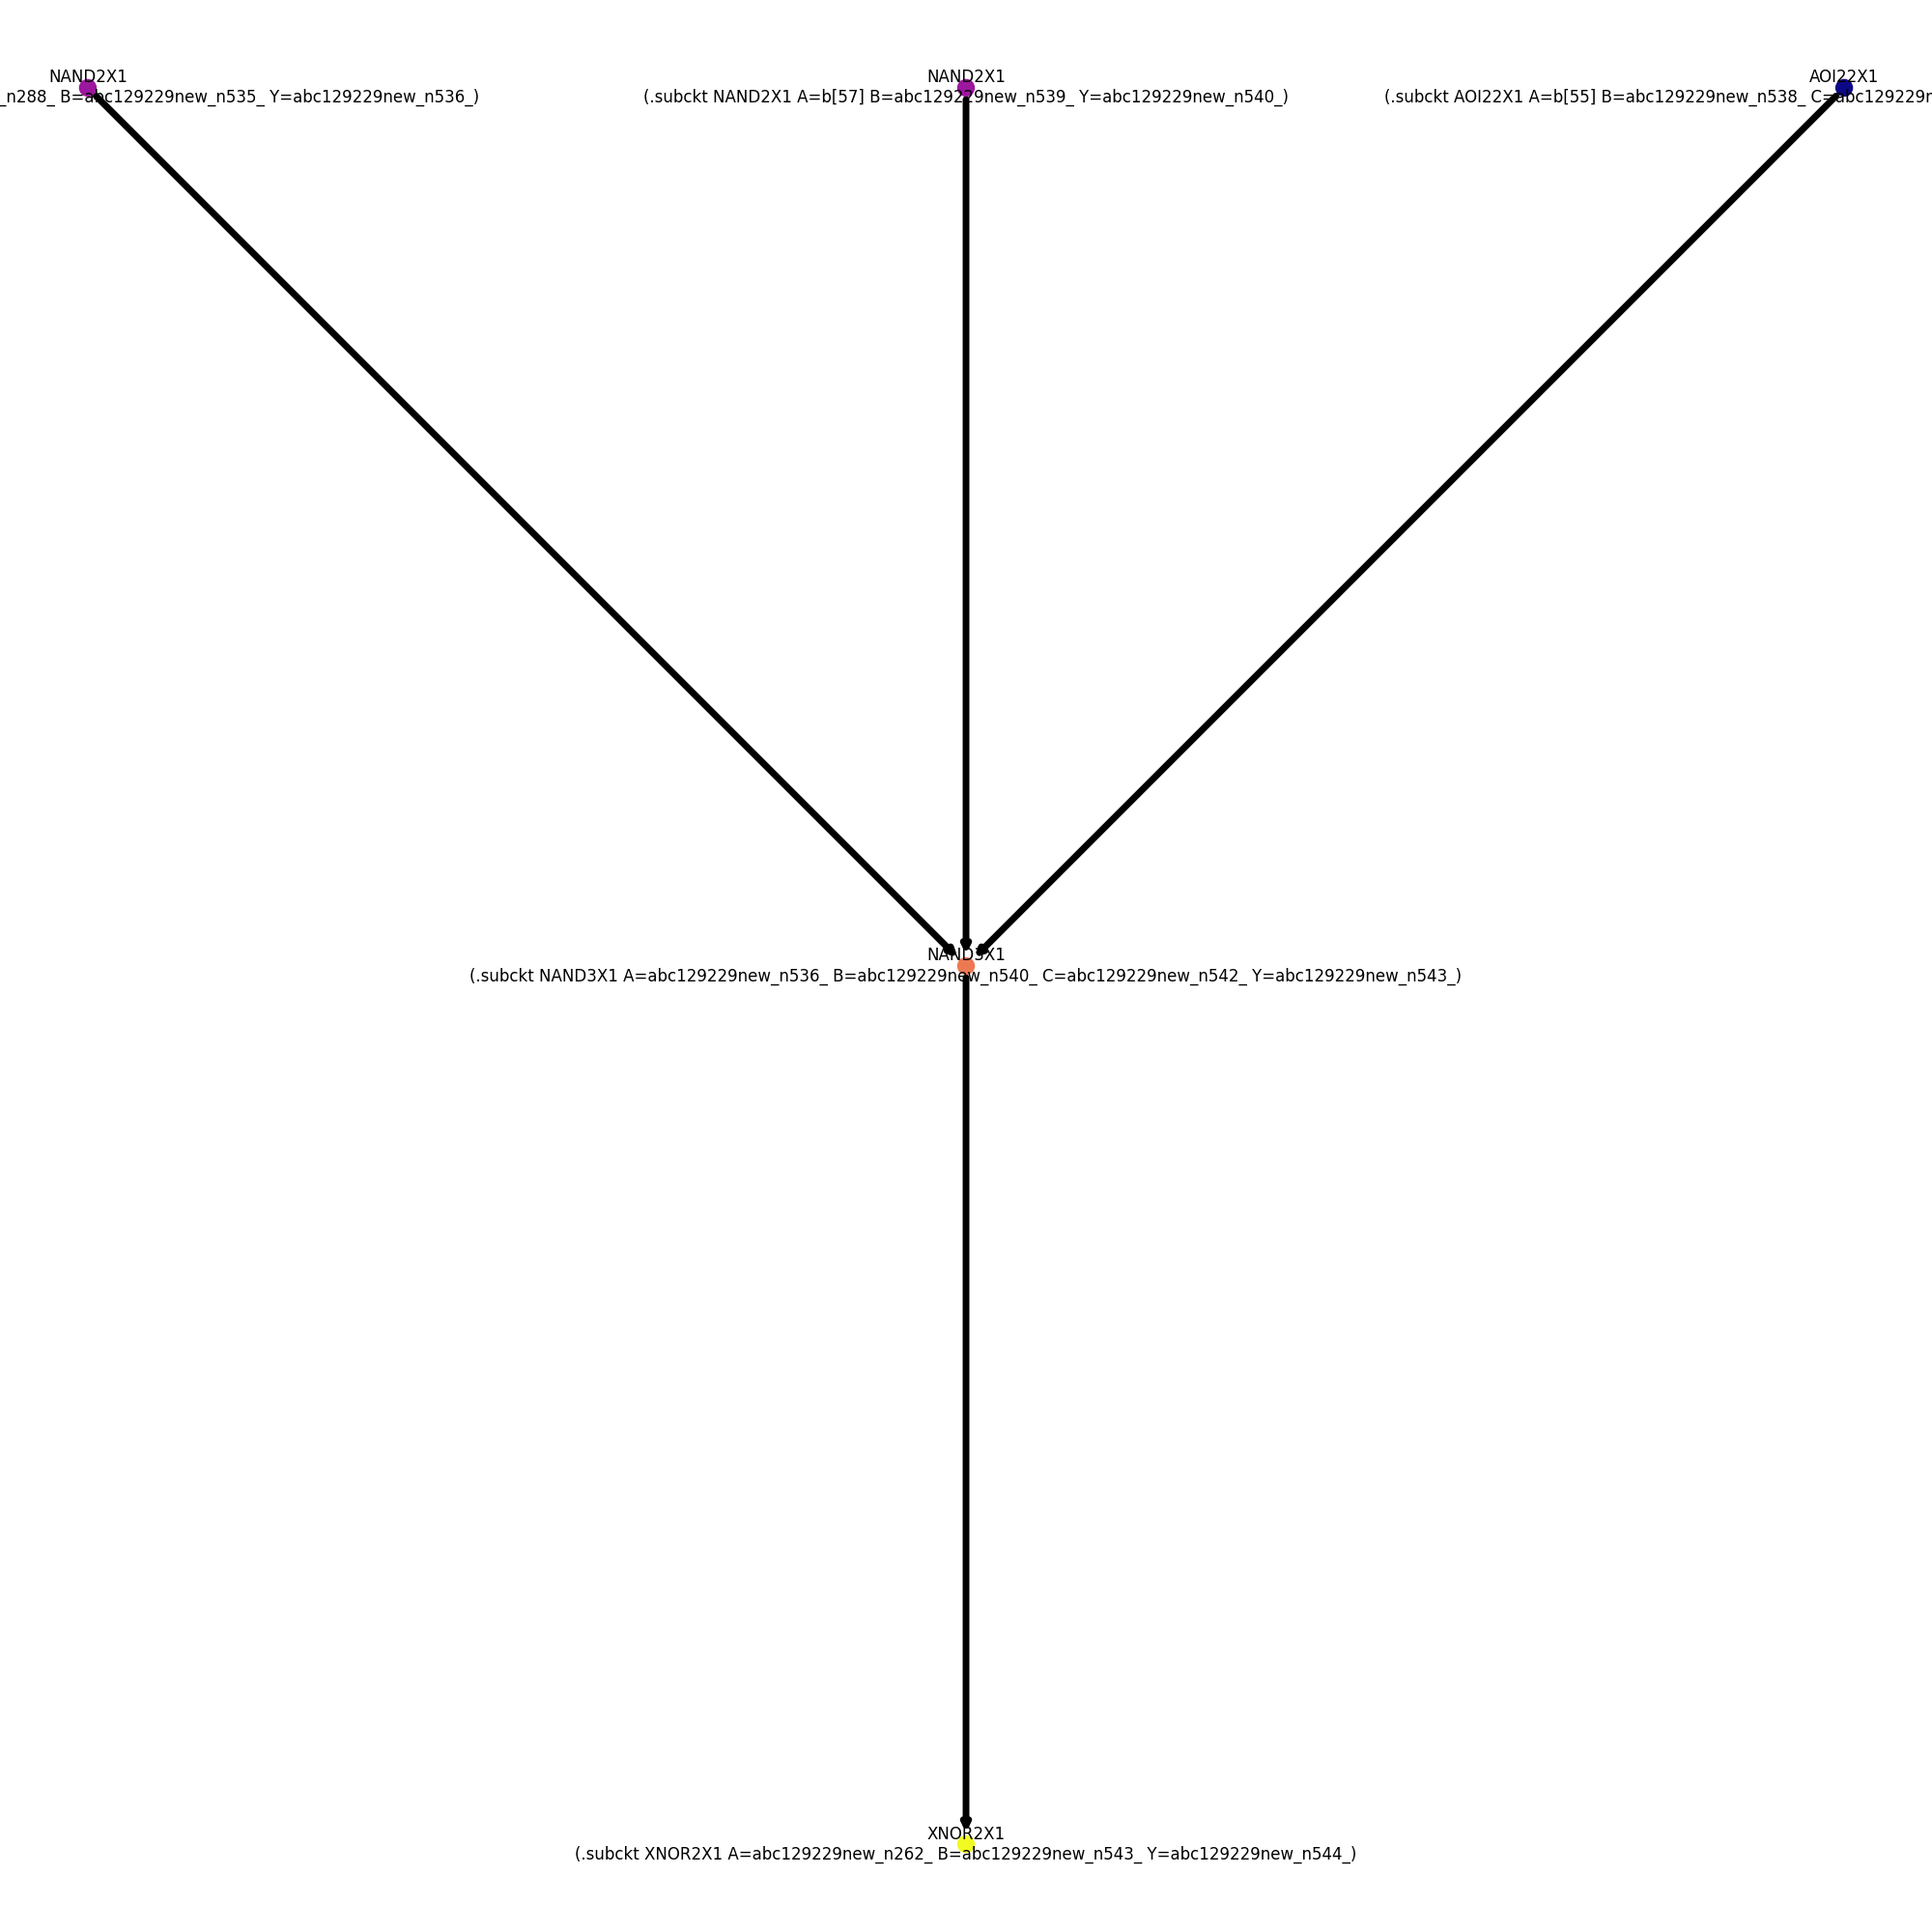 NAND2X1
_n288_ B=abc129229new_n535_ Y=abc129229new_n536_)
NAND2X1
(.subckt NAND2X1 A=b[57] B=abc129229new_n539_ Y=abc129229new_n540_)
AOI22X1
(.subckt AOI22X1 A=b[55] B=abc129229new_n538_ C=abc129229n
NAND3X1
(.subckt NAND3X1 A=abc129229new_n536_ B=abc129229new_n540_ C=abc129229new_n542_ Y=abc129229new_n543_)
XNOR2X1
(.subckt XNOR2X1 A=abc129229new_n262_ B=abc129229new_n543_ Y=abc129229new_n544_)